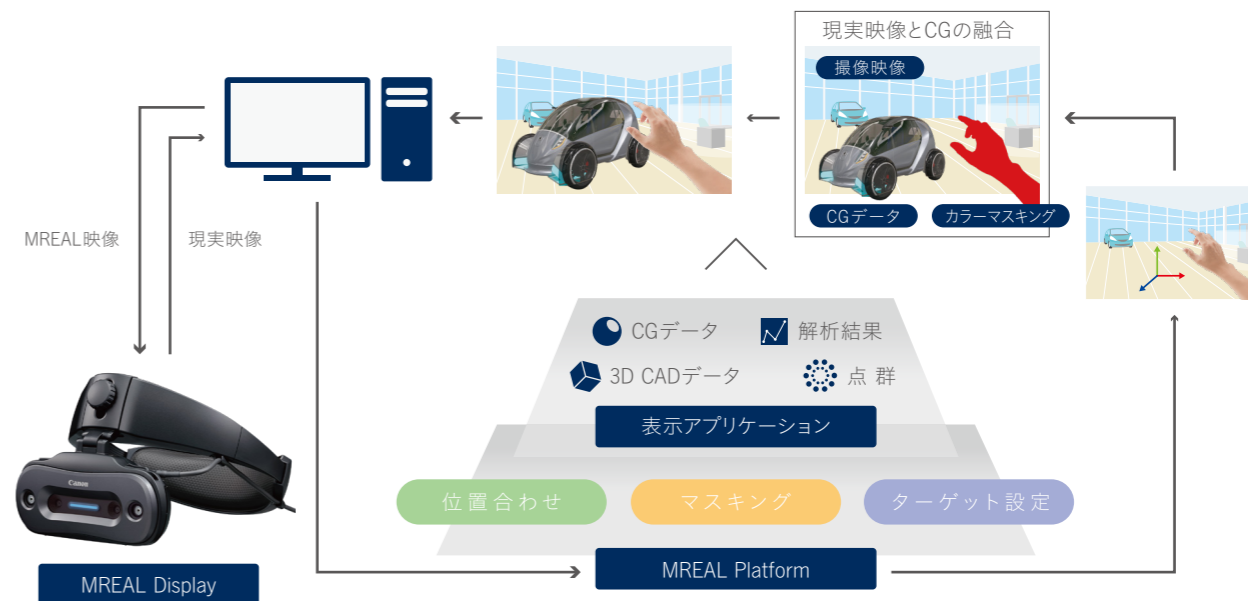 現実映像とCGの融合
撮像映像
CGデータ
カラーマスキング
MREAL映像
現実映像
CGデータ
解析結果
3D CADデータ
点 群
表示アプリケーション
位置合わせ
マスキング
ターゲット設定
Canon
MREAL Display
MREAL Platform